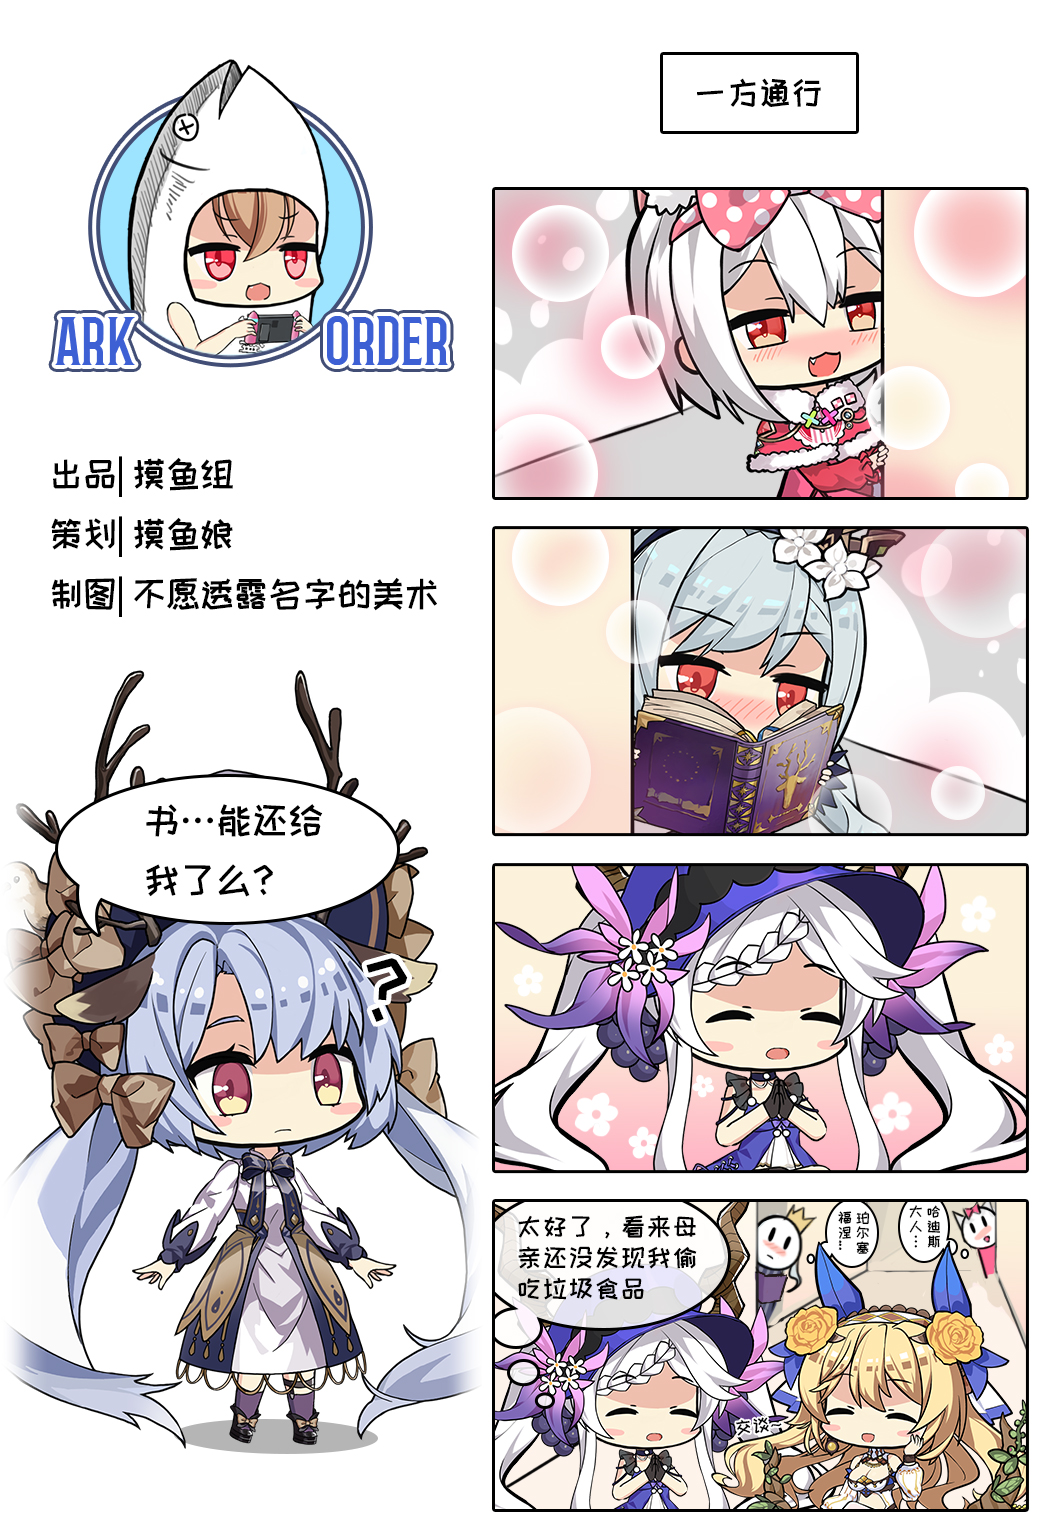 一方通行
ARK ORDER
出品 摸鱼组
策划 摸鱼娘
制图 不愿透露名字的美术
书…能还给
我了么？
?
太好了，看来母
亲还没发现我偷
吃垃圾食品
珀尔塞
福涅…
哈迪斯
大人…
交谈~